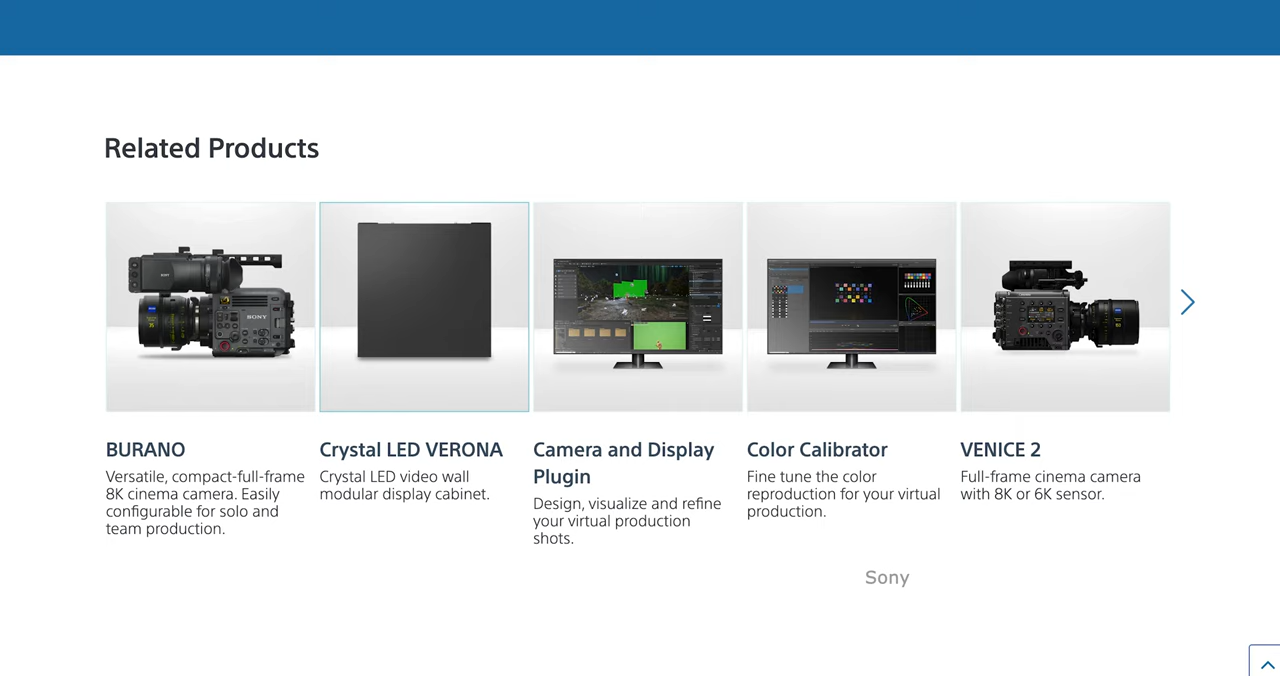 Related Products
SONY
BURANO
Versatile, compact-full-frame
8K cinema camera. Easily
configurable for solo and
team production.
Crystal LED VERONA
Crystal LED video wall
modular display cabinet.
Camera and Display
Plugin
Design, visualize and refine
your virtual production
shots.
Color Calibrator
Fine tune the color
reproduction for your virtual
production.
VENICE 2
Full-frame cinema camera
with 8K or 6K sensor.
Sony